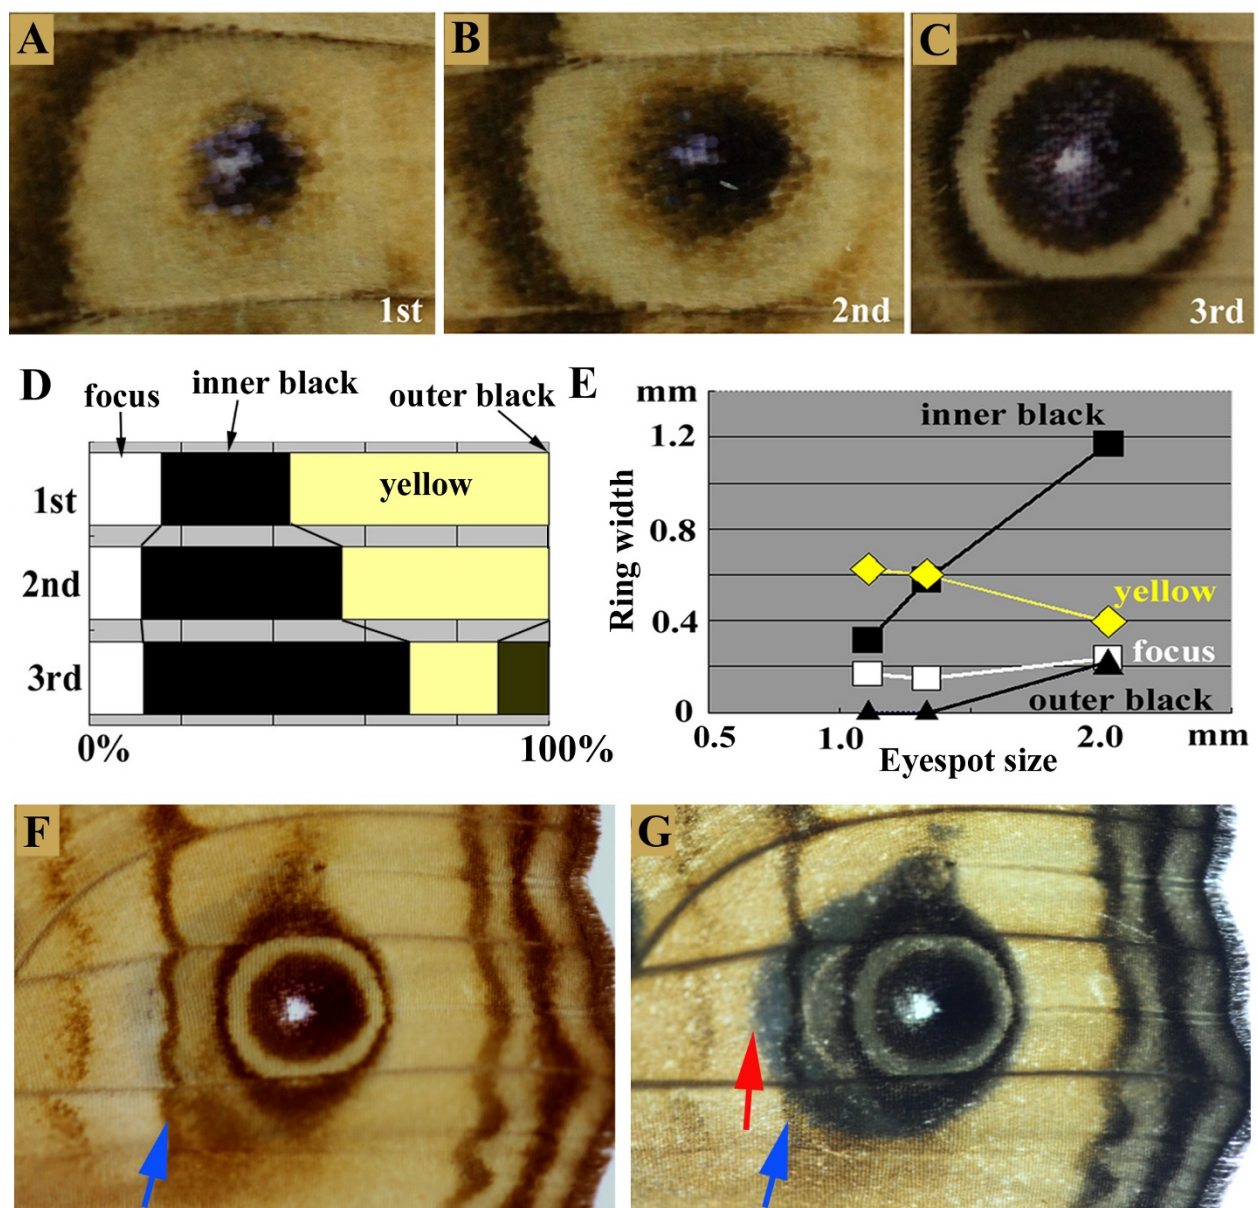 A
1st
B
2nd
C
3rd
D
focus
inner black
outer black
1st
yellow
2nd
3rd
0%
100%
E
mm
1.2
0.8
0.4
0
Ring width
inner black
yellow
focus
outer black
0.5
1.0
2.0
mm
Eyespot size
F
G